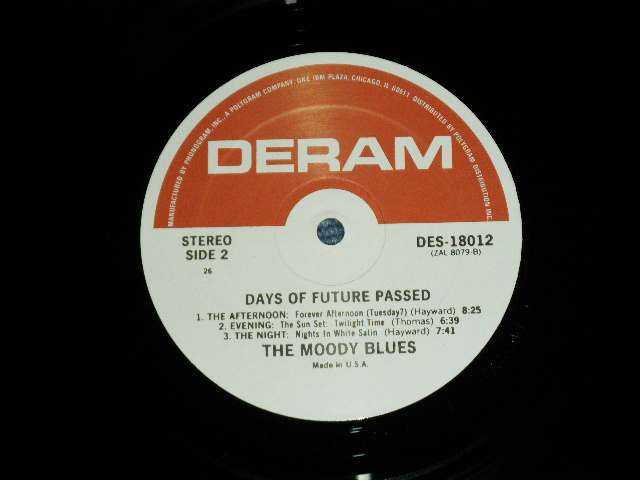 MANUFACTURED BY PHONOGRAM, INC., A POLYGRAM COMPANY, ONE IBM PLAZA, CHICAGO, IL 60611 DISTRIBUTED BY POLYGRAM DISTRIBUTION INC.
DERAM
STEREO
SIDE 2
26
DES-18012
(ZAL-8079-B)
DAYS OF FUTURE PASSED
1. THE AFTERNOON: Forever Afternoon (Tuesday?) (Hayward) 8:25
2. EVENING: The Sun Set: Twilight Time (Thomas) 6:39
3. THE NIGHT: Nights In White Satin (Hayward) 7:41
THE MOODY BLUES
Made in U.S.A.